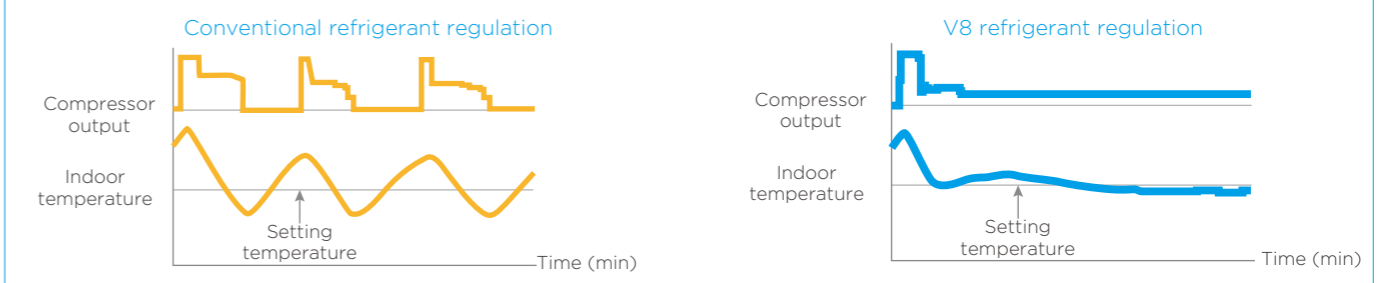 Conventional refrigerant regulation
Compressor
output
Indoor
temperature
Setting
temperature
Time (min)
V8 refrigerant regulation
Compressor
output
Indoor
temperature
Setting
temperature
Time (min)